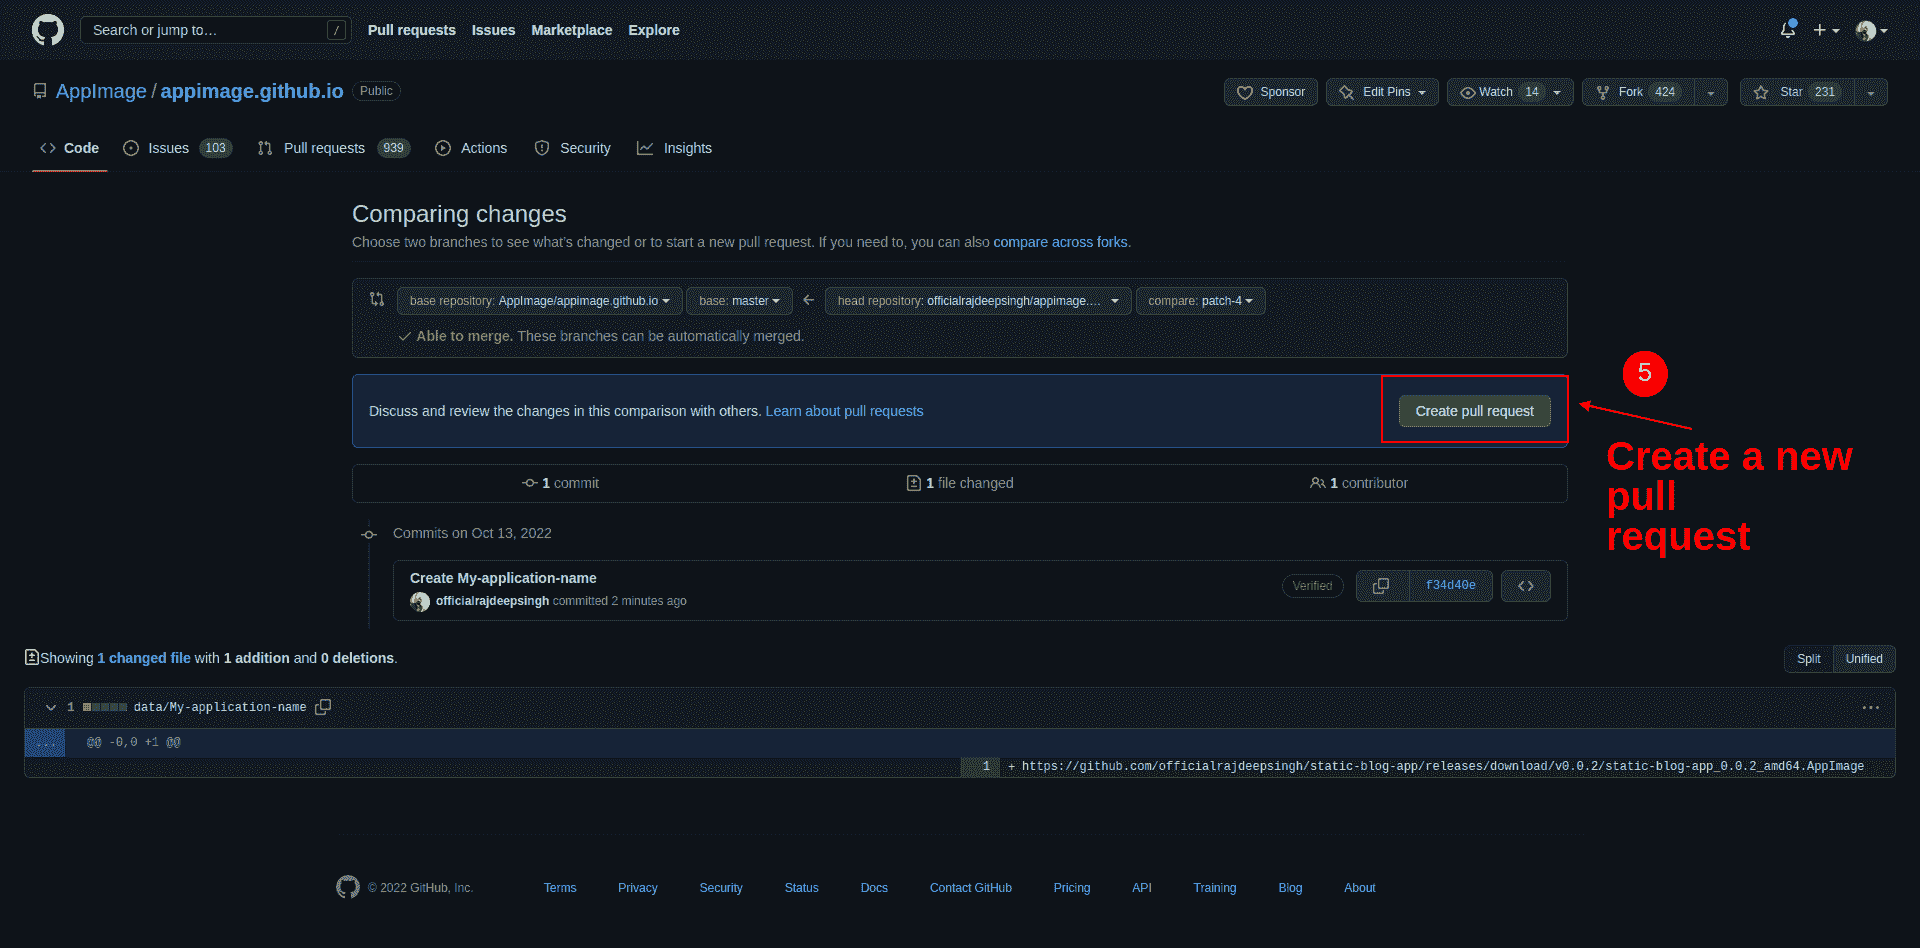 Search or jump to… /
Pull requests Issues Marketplace Explore
AppImage / appimage.github.io Public
Sponsor Edit Pins Watch 14 Fork 424 Star 231
Code Issues 103 Pull requests 939 Actions Security Insights
Comparing changes
Choose two branches to see what's changed or to start a new pull request. If you need to, you can also compare across forks.
base repository: AppImage/appimage.github.io base: master head repository: officialrajdeepsingh/appimage.… compare: patch-4
Able to merge. These branches can be automatically merged.
Discuss and review the changes in this comparison with others. Learn about pull requests
Create pull request
5
Create a new
pull
request
1 commit 1 file changed 1 contributor
Commits on Oct 13, 2022
Create My-application-name
officialrajdeepsingh committed 2 minutes ago
Verified f34d40e
Showing 1 changed file with 1 addition and 0 deletions.
Split Unified
1 data/My-application-name
...
... @@ -0,0 +1 @@
1 + https://github.com/officialrajdeepsingh/static-blog-app/releases/download/v0.0.2/static-blog-app_0.0.2_amd64.AppImage
© 2022 GitHub, Inc. Terms Privacy Security Status Docs Contact GitHub Pricing API Training Blog About